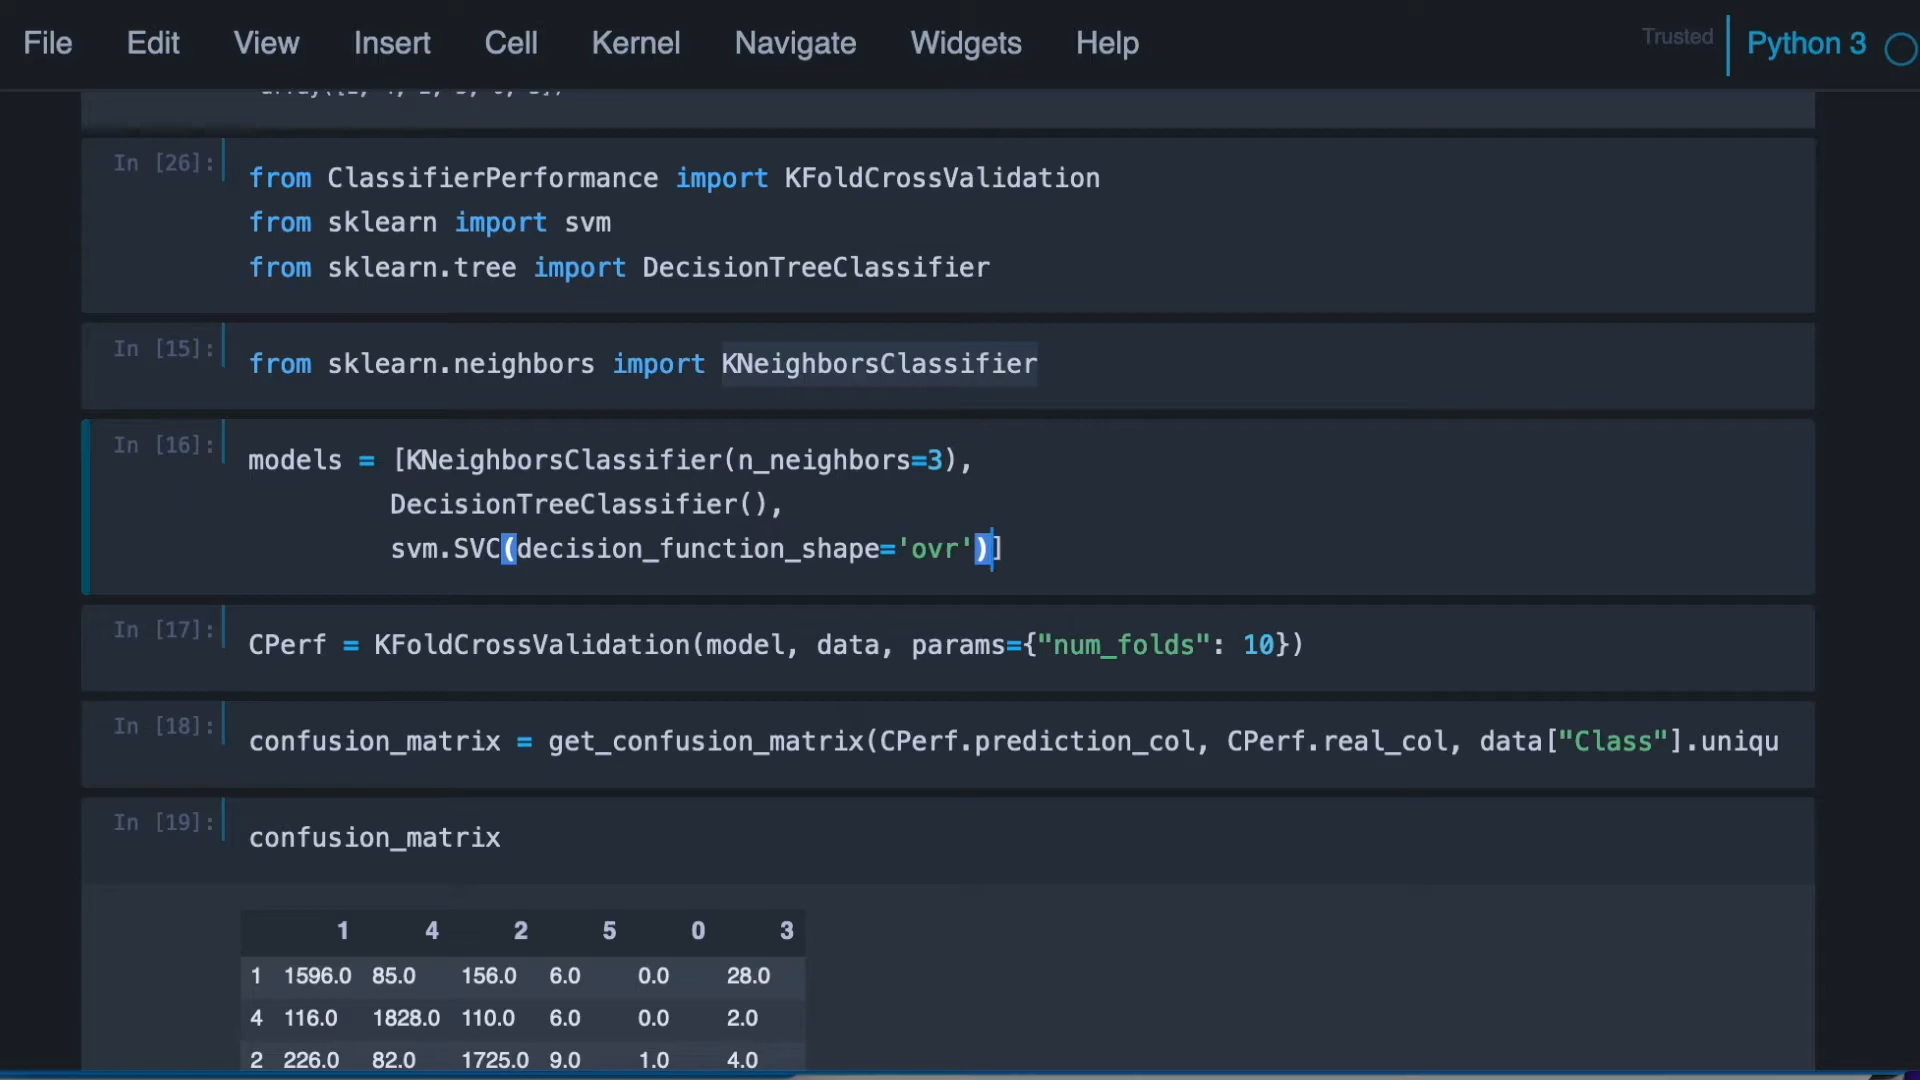 File Edit View Insert Cell Kernel Navigate Widgets Help Trusted Python 3
In [26]: from ClassifierPerformance import KFoldCrossValidation
from sklearn import svm
from sklearn.tree import DecisionTreeClassifier
In [15]: from sklearn.neighbors import KNeighborsClassifier
In [16]: models = [KNeighborsClassifier(n_neighbors=3),
DecisionTreeClassifier(),
svm.SVC(decision_function_shape='ovr')]
In [17]: CPerf = KFoldCrossValidation(model, data, params={"num_folds": 10})
In [18]: confusion_matrix = get_confusion_matrix(CPerf.prediction_col, CPerf.real_col, data["Class"].uniqu
In [19]: confusion_matrix
1 4 2 5 0 3
1 1596.0 85.0 156.0 6.0 0.0 28.0
4 116.0 1828.0 110.0 6.0 0.0 2.0
2 226.0 82.0 1725.0 9.0 1.0 4.0